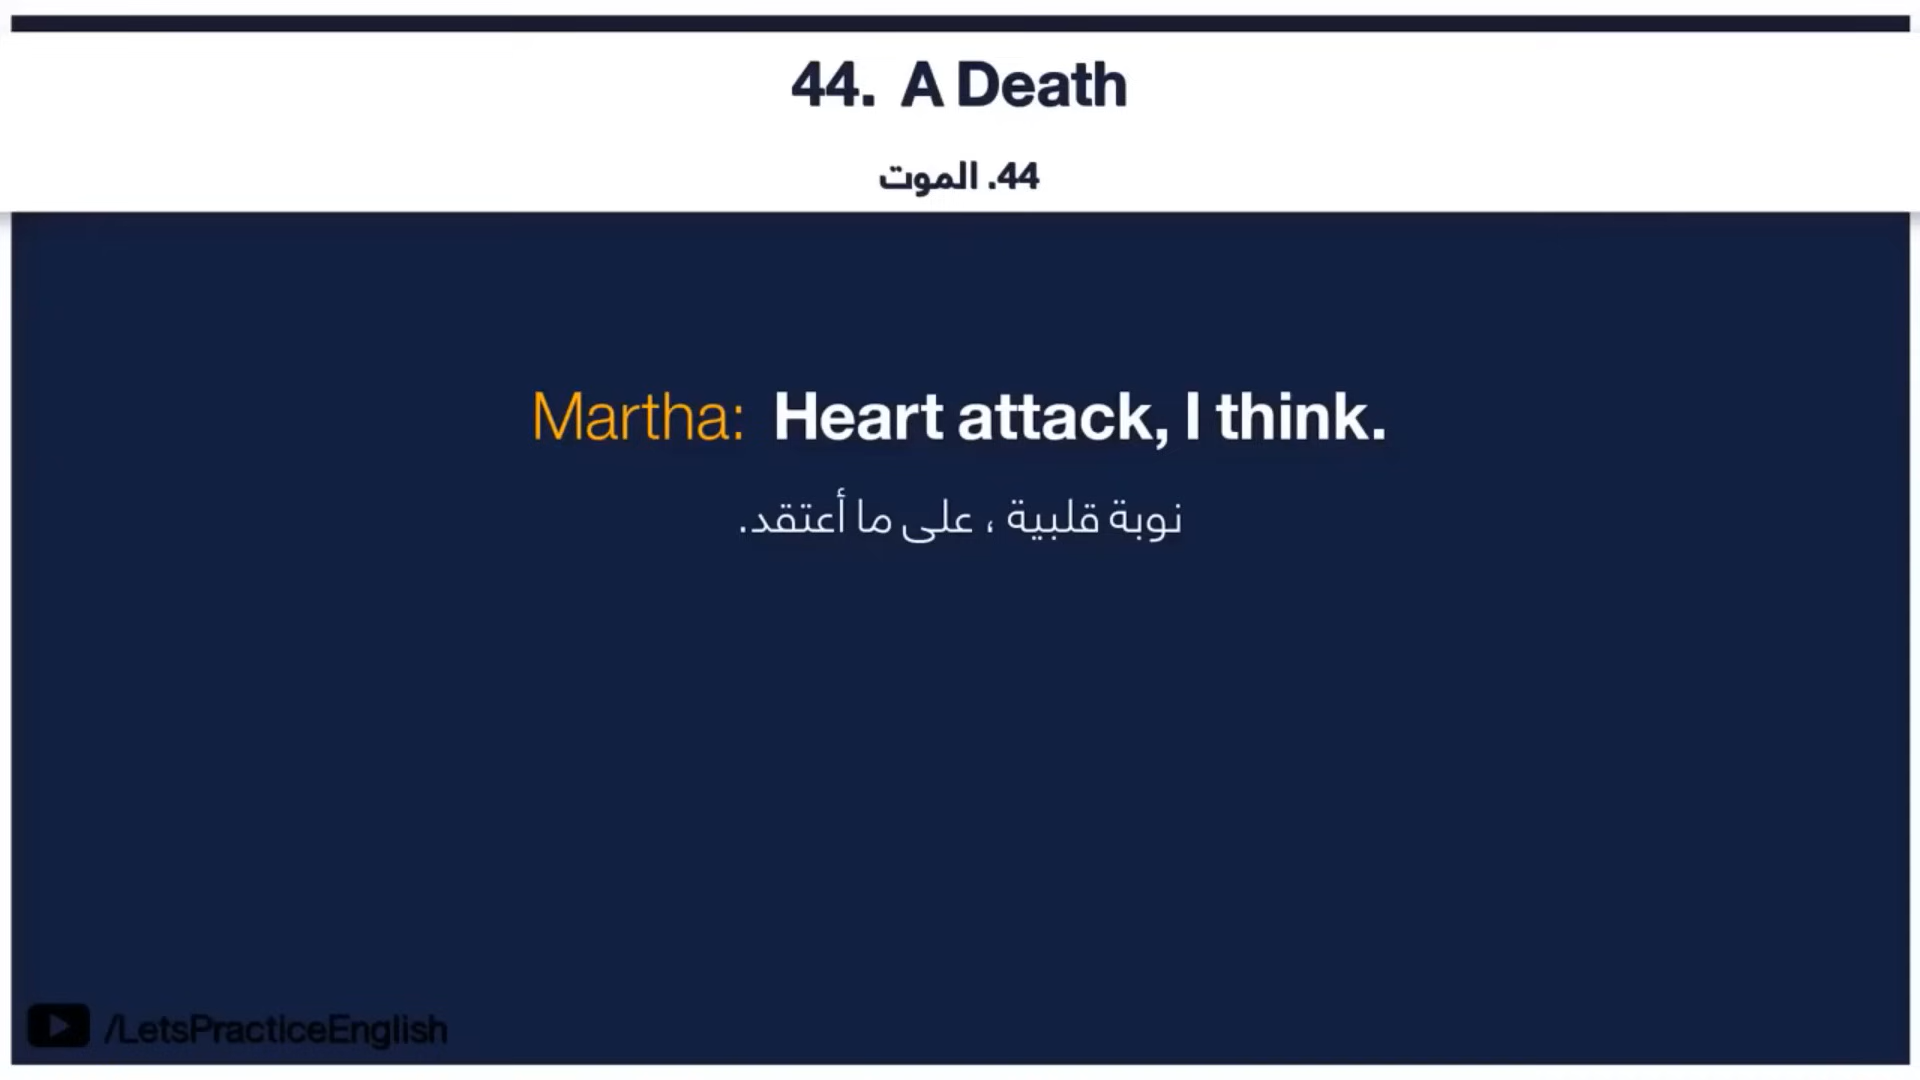 44. A Death
44. الموت
Martha: Heart attack, I think.
نوبة قلبية ، على ما أعتقد.
/LetsPracticeEnglish